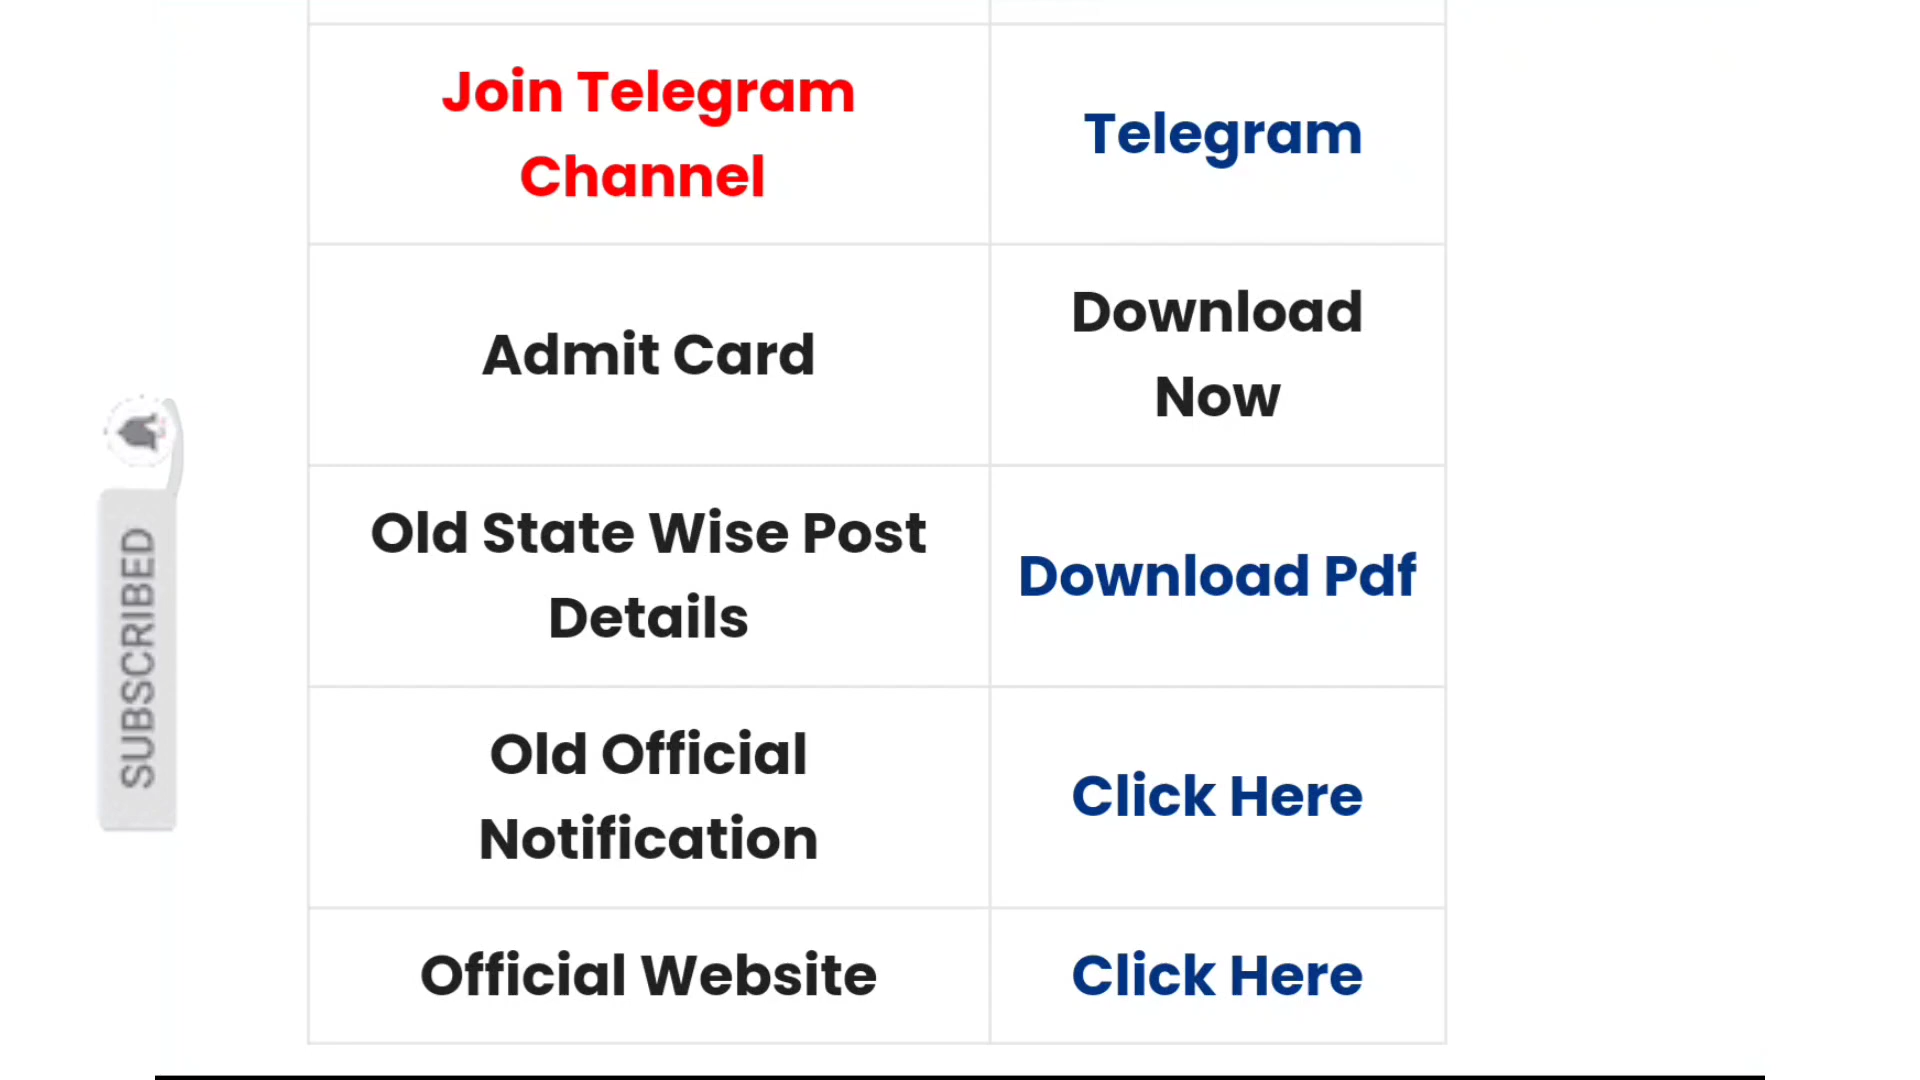 Join Telegram
Channel
Telegram
Admit Card
Download
Now
Old State Wise Post
Details
Download Pdf
Old Official
Notification
Click Here
Official Website
Click Here
SUBSCRIBED